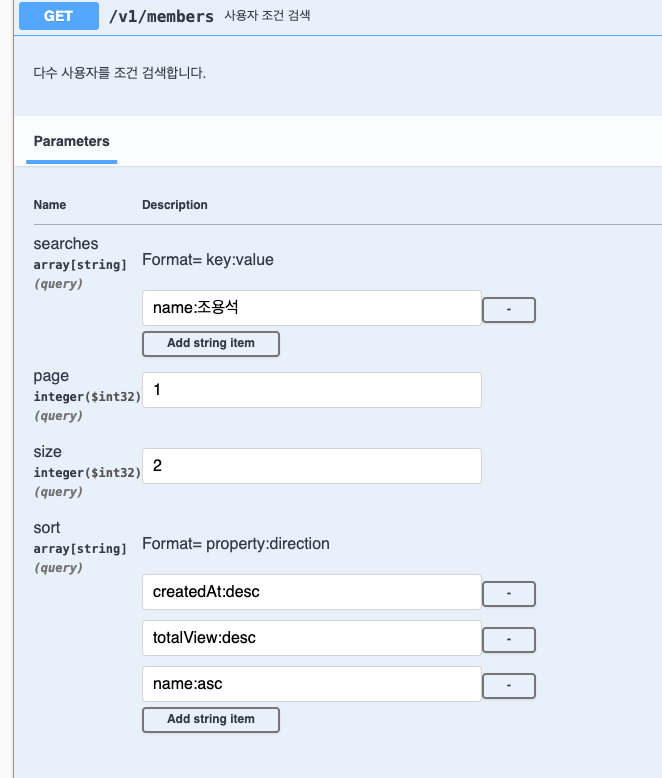 GET /v1/members 사용자 조건 검색
다수 사용자를 조건 검색합니다.
Parameters
Name Description
searches
array[string]
(query)
Format= key:value
name:조용석 -
Add string item
page
integer($int32)
(query)
1
size
integer($int32)
(query)
2
sort
array[string]
(query)
Format= property:direction
createdAt:desc -
totalView:desc -
name:asc -
Add string item